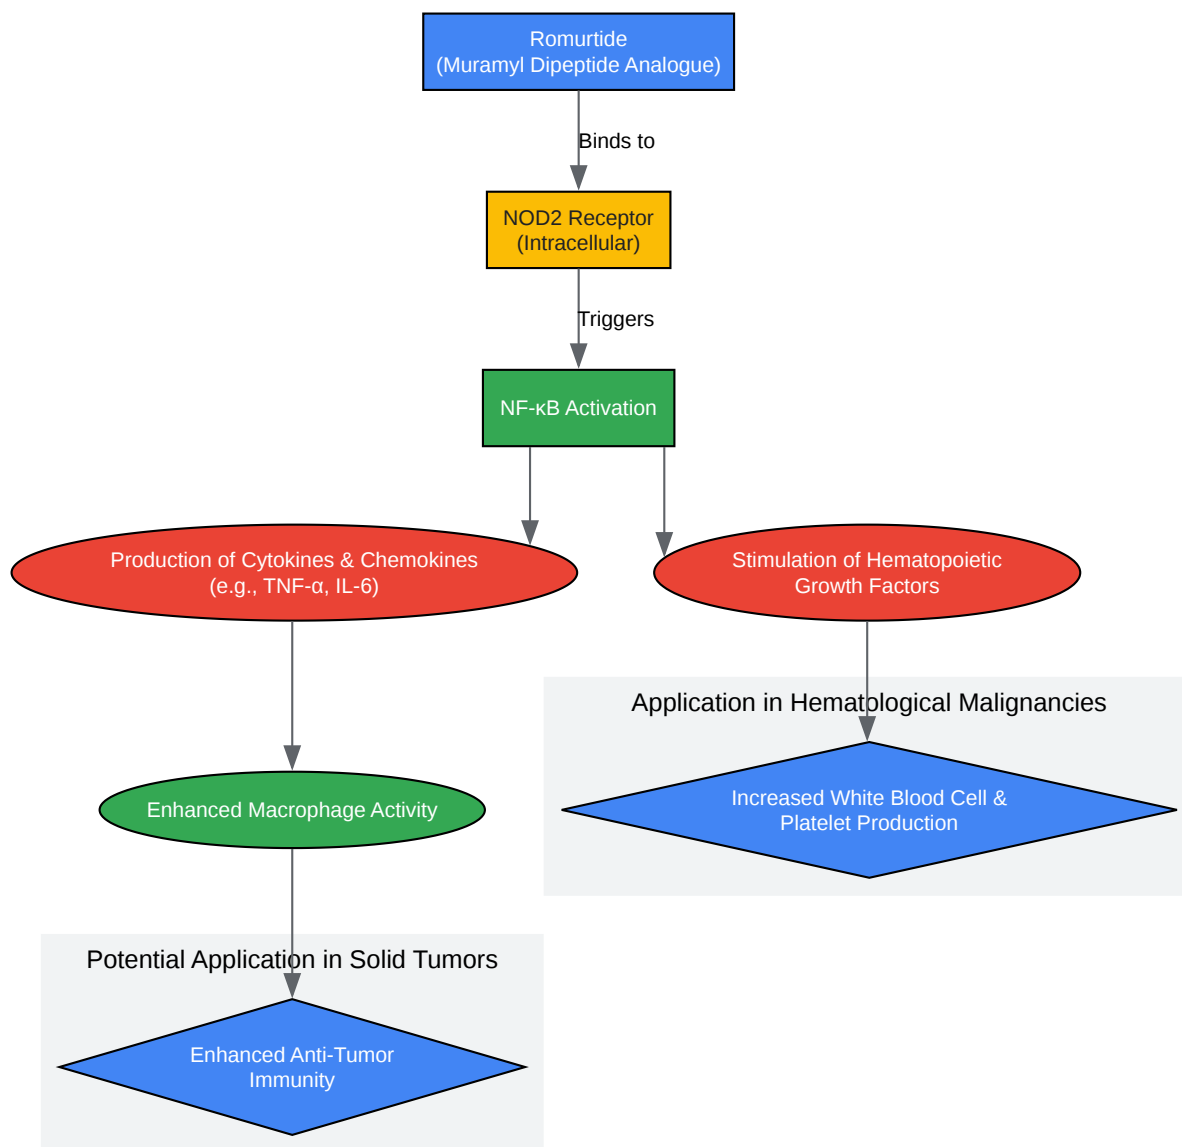 Romurtide
(Muramyl Dipeptide Analogue)
Binds to
NOD2 Receptor
(Intracellular)
Triggers
NF-κB Activation
Production of Cytokines & Chemokines
(e.g., TNF-α, IL-6)
Stimulation of Hematopoietic
Growth Factors
Application in Hematological Malignancies
Increased White Blood Cell &
Platelet Production
Enhanced Macrophage Activity
Potential Application in Solid Tumors
Enhanced Anti-Tumor
Immunity